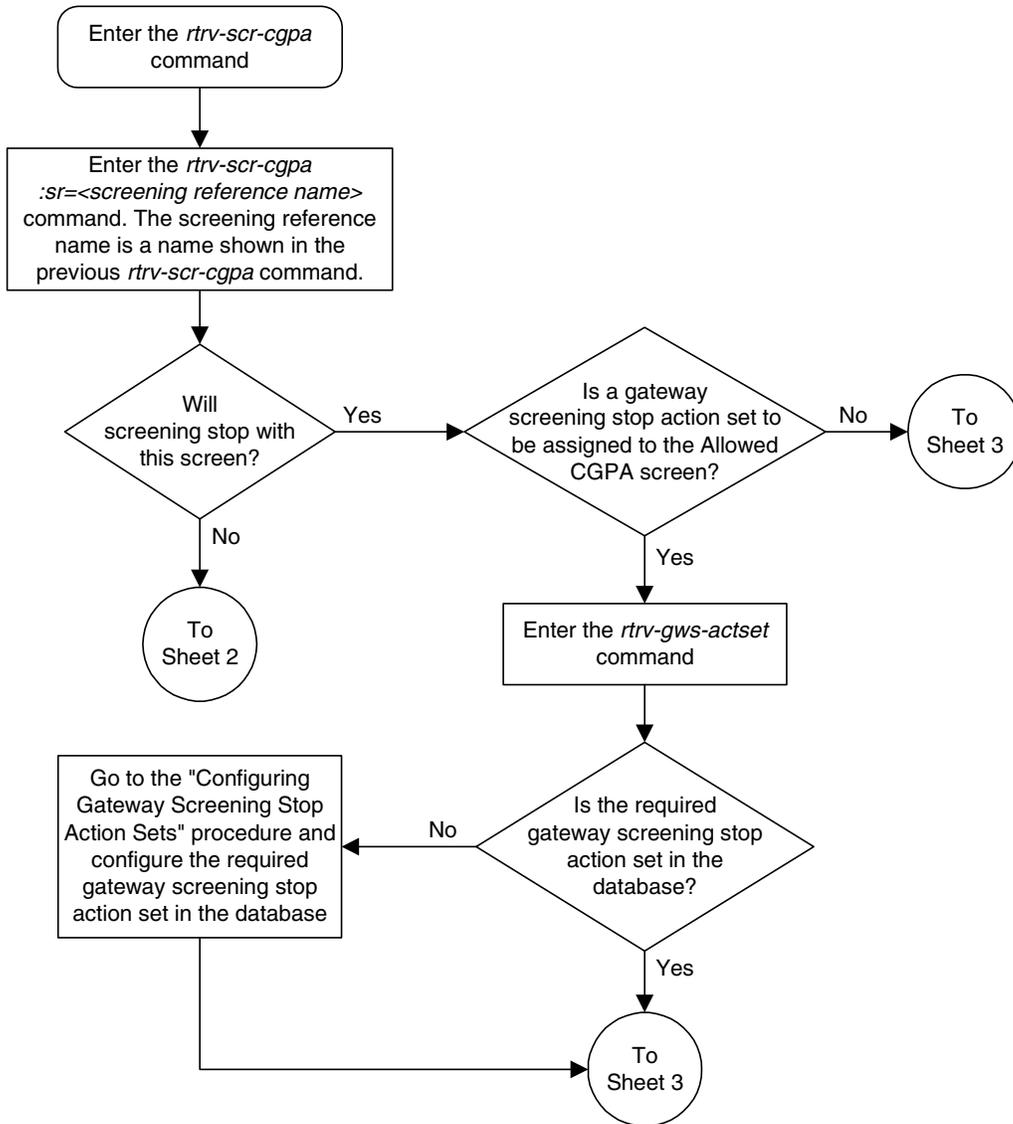 Enter the rtrv-scr-cgpa
command
Enter the rtrv-scr-cgpa
:sr=<screening reference name>
command. The screening reference
name is a name shown in the
previous rtrv-scr-cgpa command.
Will
screening stop with
this screen?
Yes
No
To
Sheet 2
Is a gateway
screening stop action set to
be assigned to the Allowed
CGPA screen?
No
To
Sheet 3
Yes
Enter the rtrv-gws-actset
command
Is the required
gateway screening stop
action set in the
database?
No
Go to the "Configuring
Gateway Screening Stop
Action Sets" procedure and
configure the required
gateway screening stop
action set in the database
Yes
To
Sheet 3